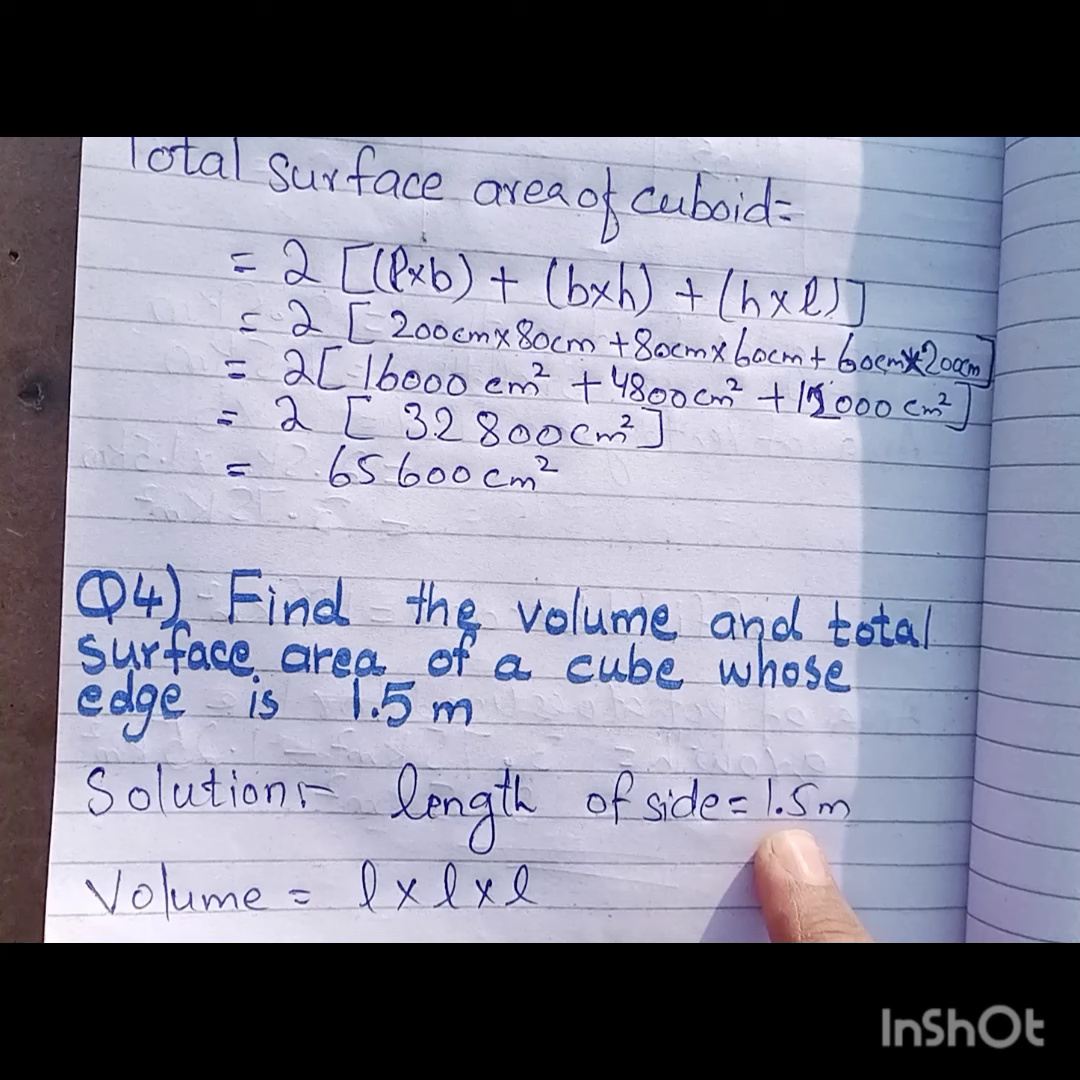 Total surface area of cuboid=
= 2 [(l×b) + (b×h) + (h×l)]
= 2 [200cm×80cm+80cm×60cm+60cm×200cm]
= 2[16000 cm² + 4800cm² + 12000 cm²]
= 2 [32800cm²]
= 65600cm²
Q4) Find the volume and total
surface area of a cube whose
edge is 1.5 m
Solution:- length of side=1.5m
Volume = l×l×l
InShOt